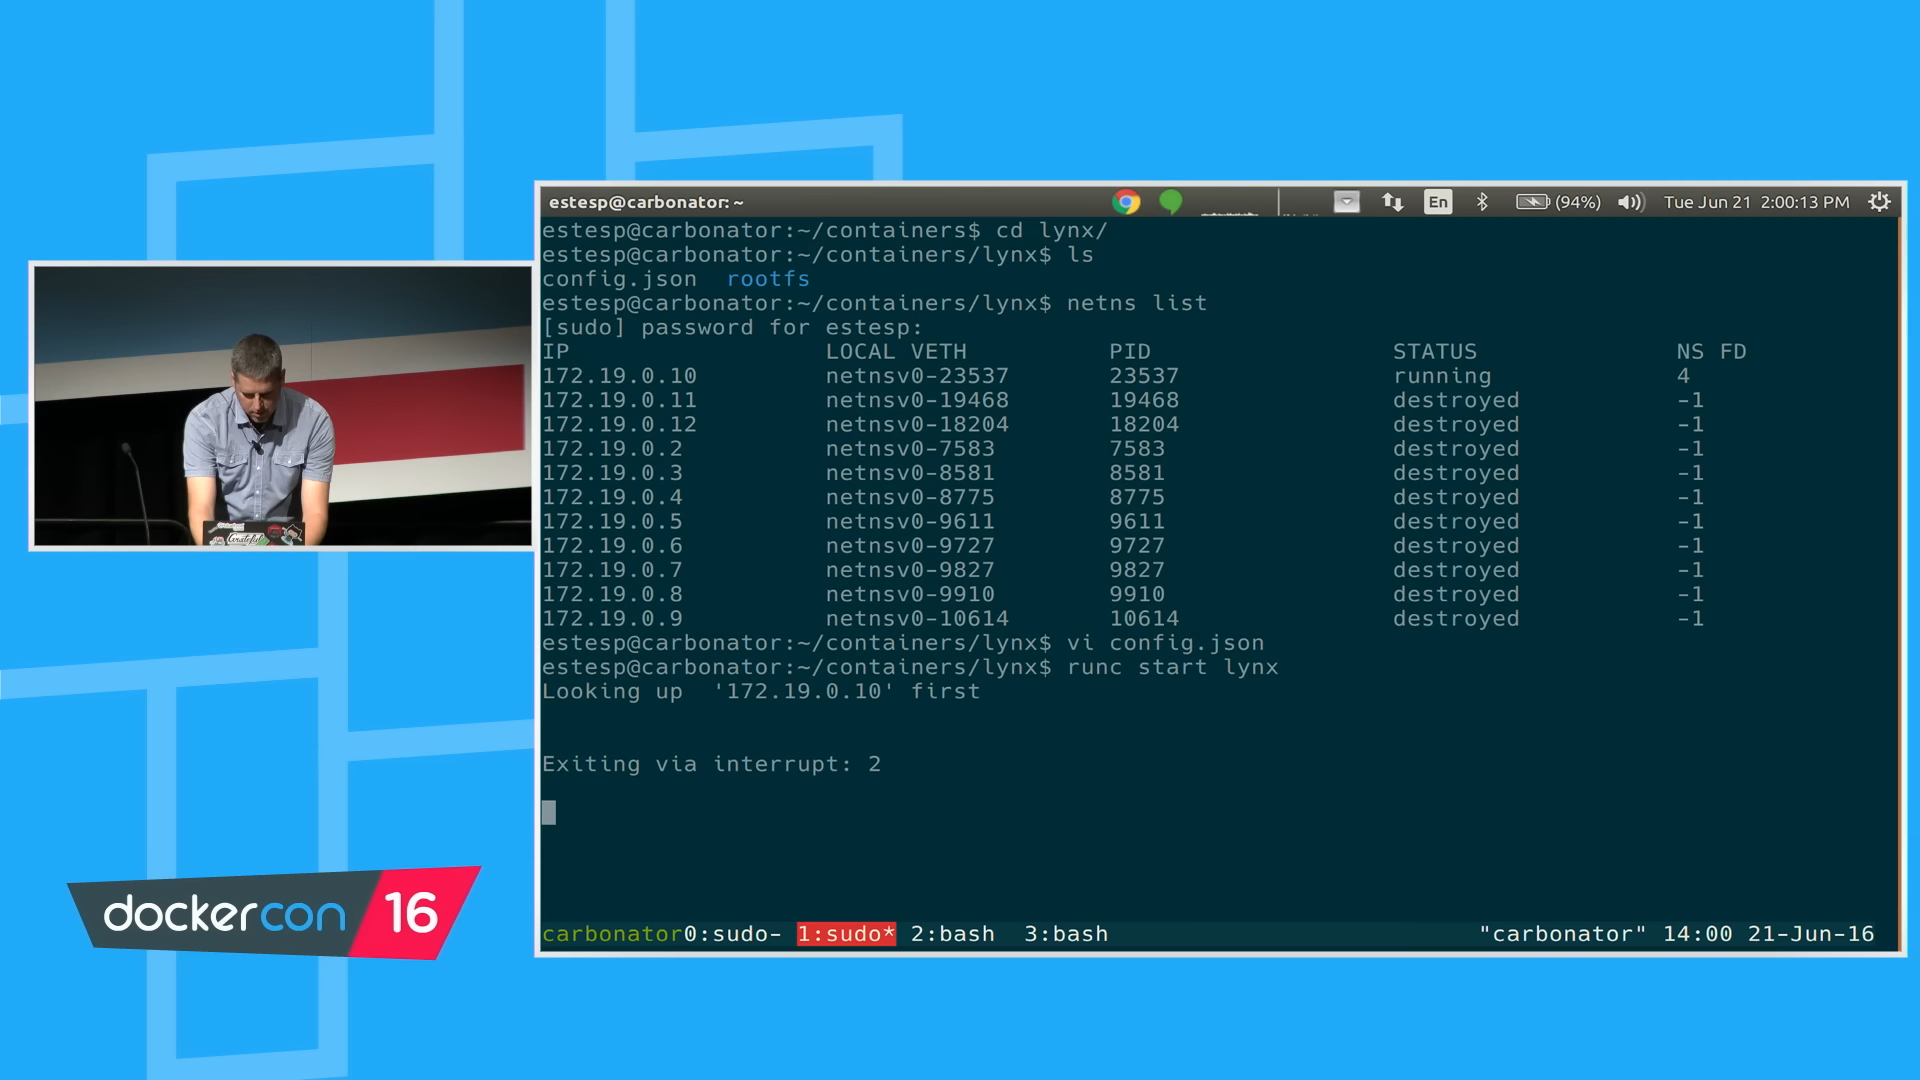 estesp@carbonator: ~
En
(94%)
Tue Jun 21 2:00:13 PM
estesp@carbonator:~/containers$ cd lynx/
estesp@carbonator:~/containers/lynx$ ls
config.json rootfs
estesp@carbonator:~/containers/lynx$ netns list
[sudo] password for estesp:
IP LOCAL VETH PID STATUS NS FD
172.19.0.10 netnsv0-23537 23537 running 4
172.19.0.11 netnsv0-19468 19468 destroyed -1
172.19.0.12 netnsv0-18204 18204 destroyed -1
172.19.0.2 netnsv0-7583 7583 destroyed -1
172.19.0.3 netnsv0-8581 8581 destroyed -1
172.19.0.4 netnsv0-8775 8775 destroyed -1
172.19.0.5 netnsv0-9611 9611 destroyed -1
172.19.0.6 netnsv0-9727 9727 destroyed -1
172.19.0.7 netnsv0-9827 9827 destroyed -1
172.19.0.8 netnsv0-9910 9910 destroyed -1
172.19.0.9 netnsv0-10614 10614 destroyed -1
estesp@carbonator:~/containers/lynx$ vi config.json
estesp@carbonator:~/containers/lynx$ runc start lynx
Looking up '172.19.0.10' first
Exiting via interrupt: 2
carbonator0:sudo- 1:sudo* 2:bash 3:bash "carbonator" 14:00 21-Jun-16
Grateful
dockercon 16